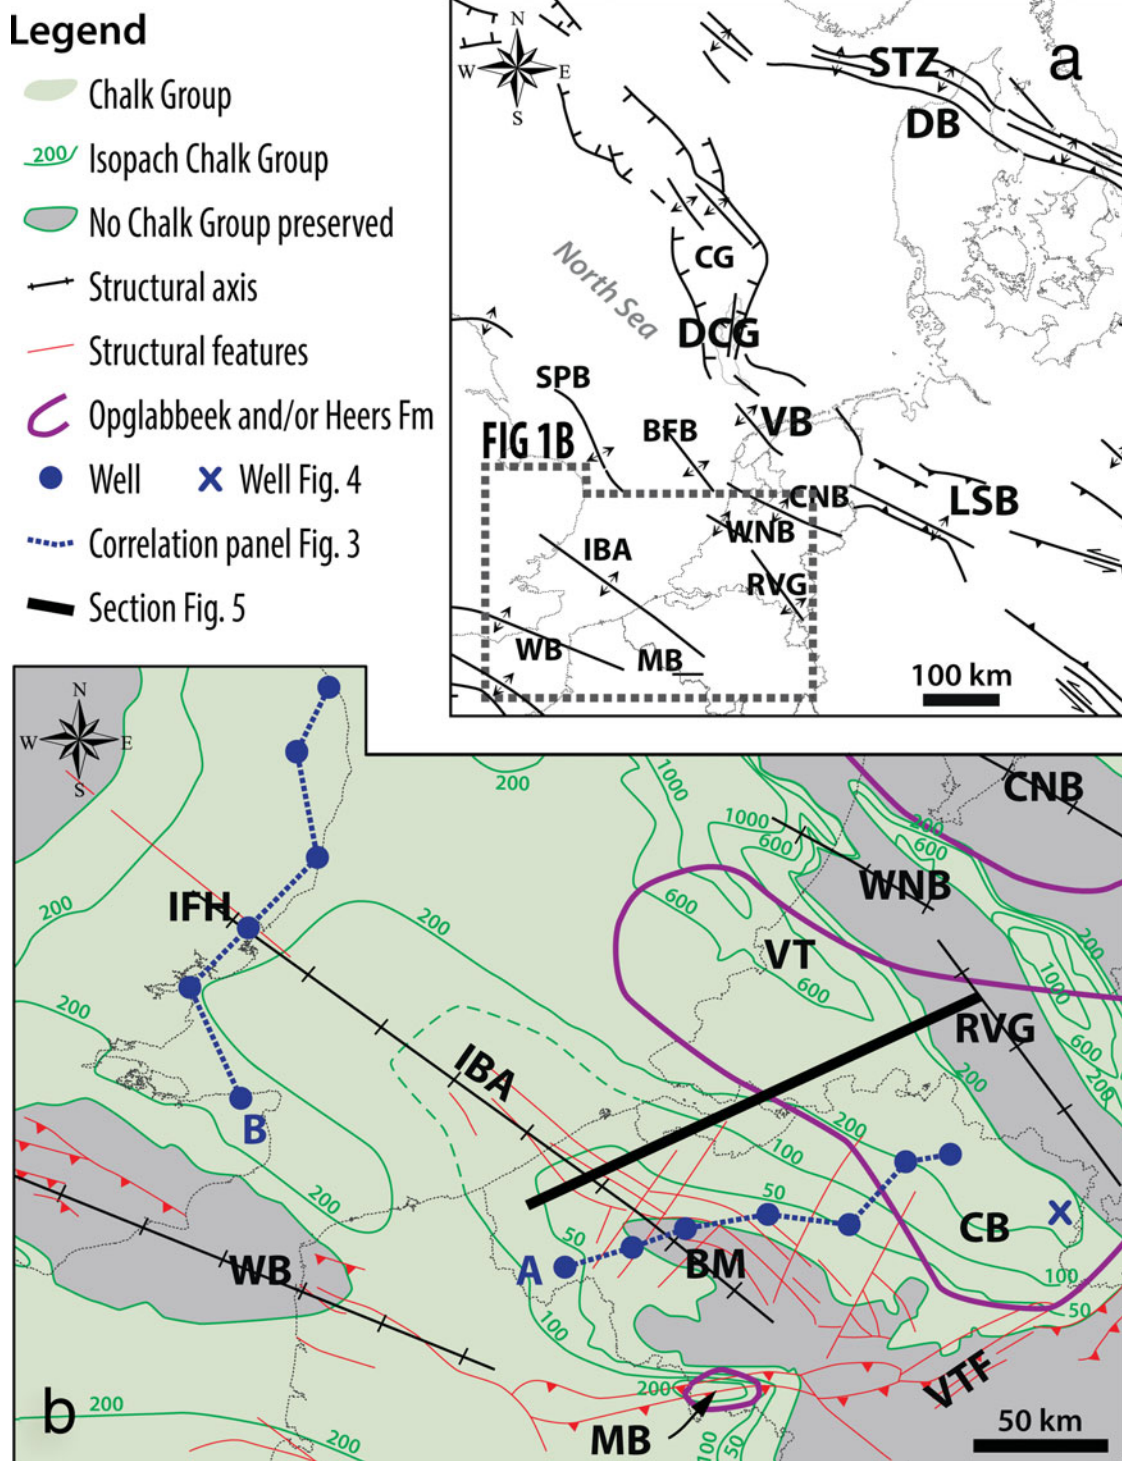 Legend
Chalk Group
200 Isopach Chalk Group
No Chalk Group preserved
Structural axis
Structural features
Opglabbeek and/or Heers Fm
Well
Well Fig. 4
Correlation panel Fig. 3
Section Fig. 5
N
W E
S
a
STZ
DB
CG
North Sea
DCG
SPB
BFB
VB
FIG 1B
CNB
LSB
WNB
IBA
RVG
WB
MB
100 km
N
W E
S
200
1000
CNB
1000
200
600
600
WNB
200
IFH
200
600
200
VT
1000
600
200
RVG
600
IBA
200
200
B
200
100
200
50
CB
50
A
BM
WB
100
50
100
VTF
200
b
200
200
MB
100
50
50 km